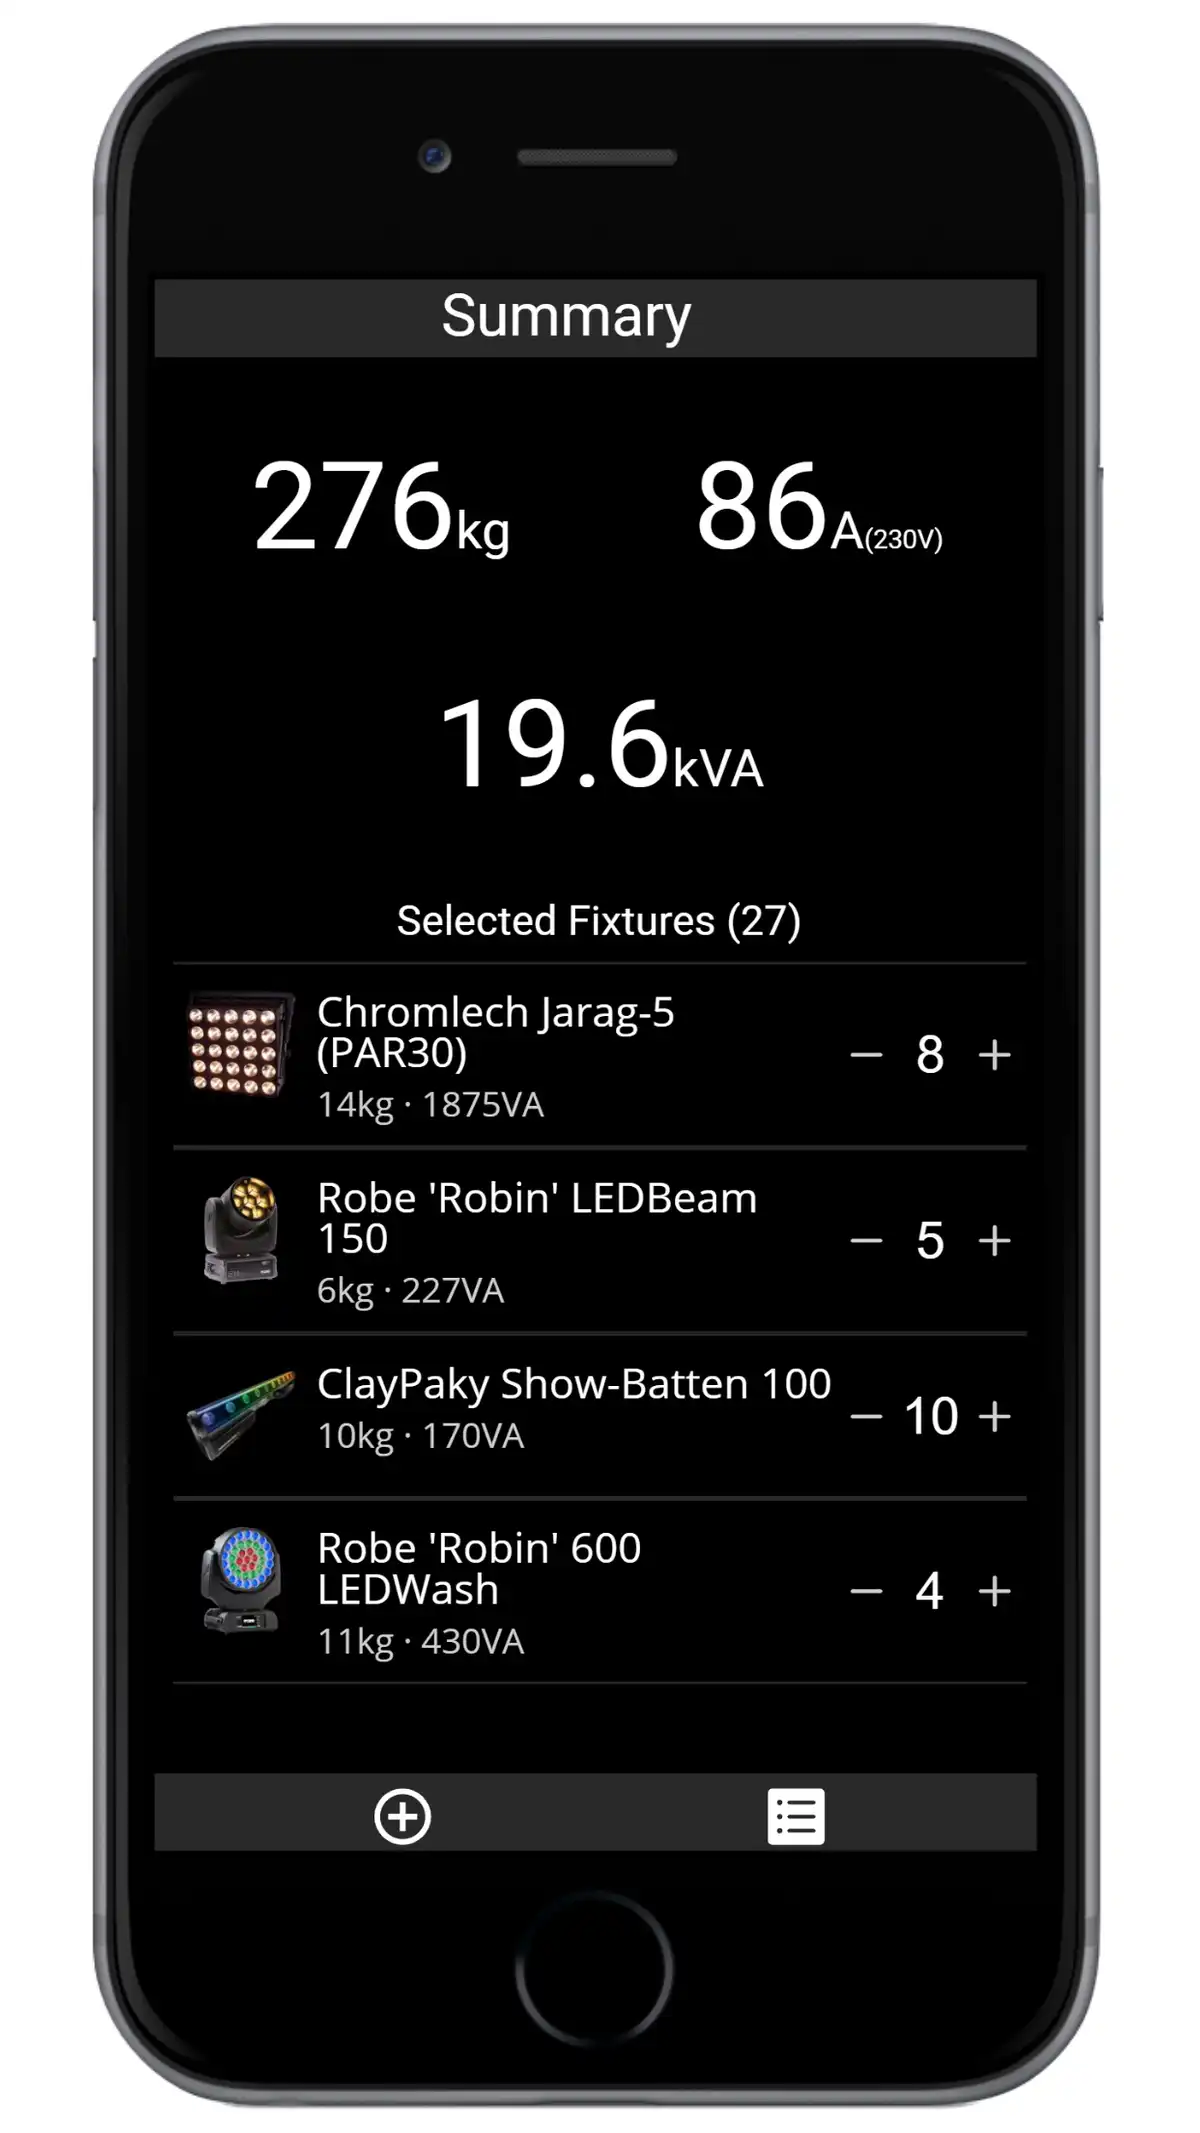 Summary
276kg 86A(230V)
19.6kVA
Selected Fixtures (27)
Chromlech Jarag-5
(PAR30)
14kg · 1875VA
− 8 +
Robe 'Robin' LEDBeam
150
6kg · 227VA
− 5 +
ClayPaky Show-Batten 100
10kg · 170VA
− 10 +
Robe 'Robin' 600
LEDWash
11kg · 430VA
− 4 +